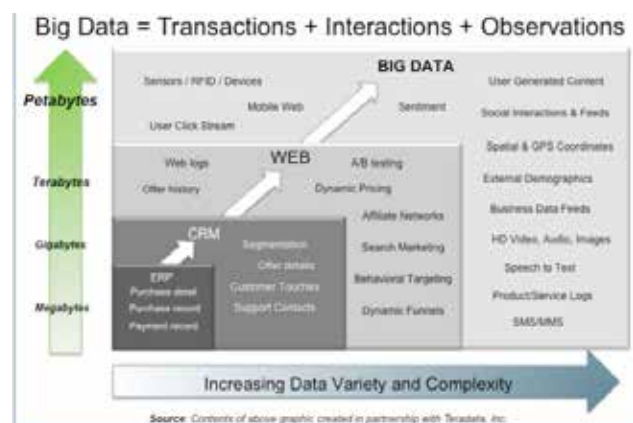 Big Data = Transactions + Interactions + Observations
Petabytes
Terabytes
Gigabytes
Megabytes
BIG DATA
Sensors / RFID / Devices
Mobile Web
User Click Stream
Sentiment
User Generated Content
Social Interactions & Feeds
Spatial & GPS Coordinates
External Demographics
Business Data Feeds
HD Video, Audio, Images
Speech to Text
Product/Service Logs
SMS/MMS
WEB
Web logs
Offer history
A/B testing
Dynamic Pricing
Affiliate Networks
Search Marketing
Behavioral Targeting
Dynamic Funnels
CRM
Segmentation
Offer details
Customer Touches
Support Contacts
ERP
Purchase detail
Purchase record
Payment record
Increasing Data Variety and Complexity
Source: Contents of above graphic created in partnership with Teradata, Inc.